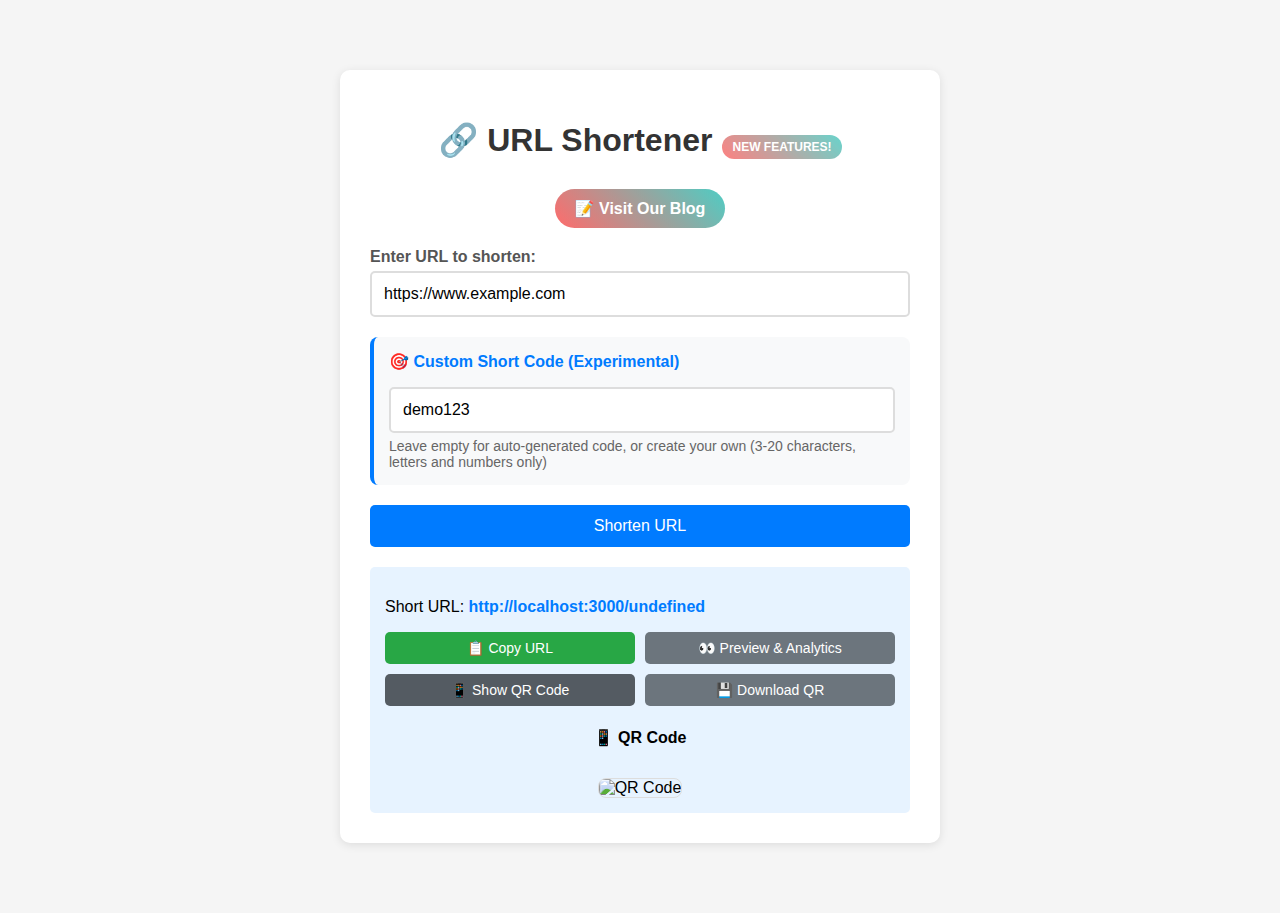 🔗 URL Shortener NEW FEATURES!
📝 Visit Our Blog
Enter URL to shorten:
https://www.example.com
🎯 Custom Short Code (Experimental)
demo123
Leave empty for auto-generated code, or create your own (3-20 characters,
letters and numbers only)
Shorten URL
Short URL: http://localhost:3000/undefined
📋 Copy URL
👀 Preview & Analytics
📱 Show QR Code
💾 Download QR
📱 QR Code
QR Code